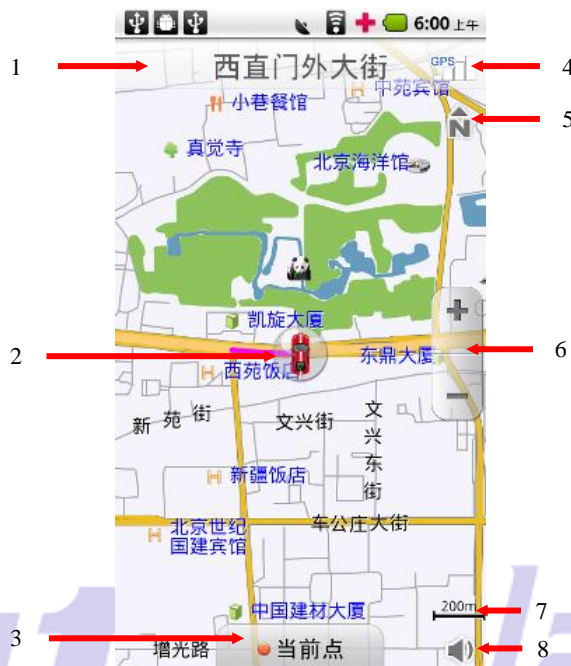 6:00 上午
1
西直门外大街
GPS
4
中苑宾馆
小巷餐馆
5
N
真觉寺
北京海洋馆
凯旋大厦
2
东鼎大厦
6
西苑饭店
新苑街
文兴街
文兴东街
新疆饭店
北京世纪
国建宾馆
车公庄大街
200m
7
中国建材大厦
3
增光路
当前点
8